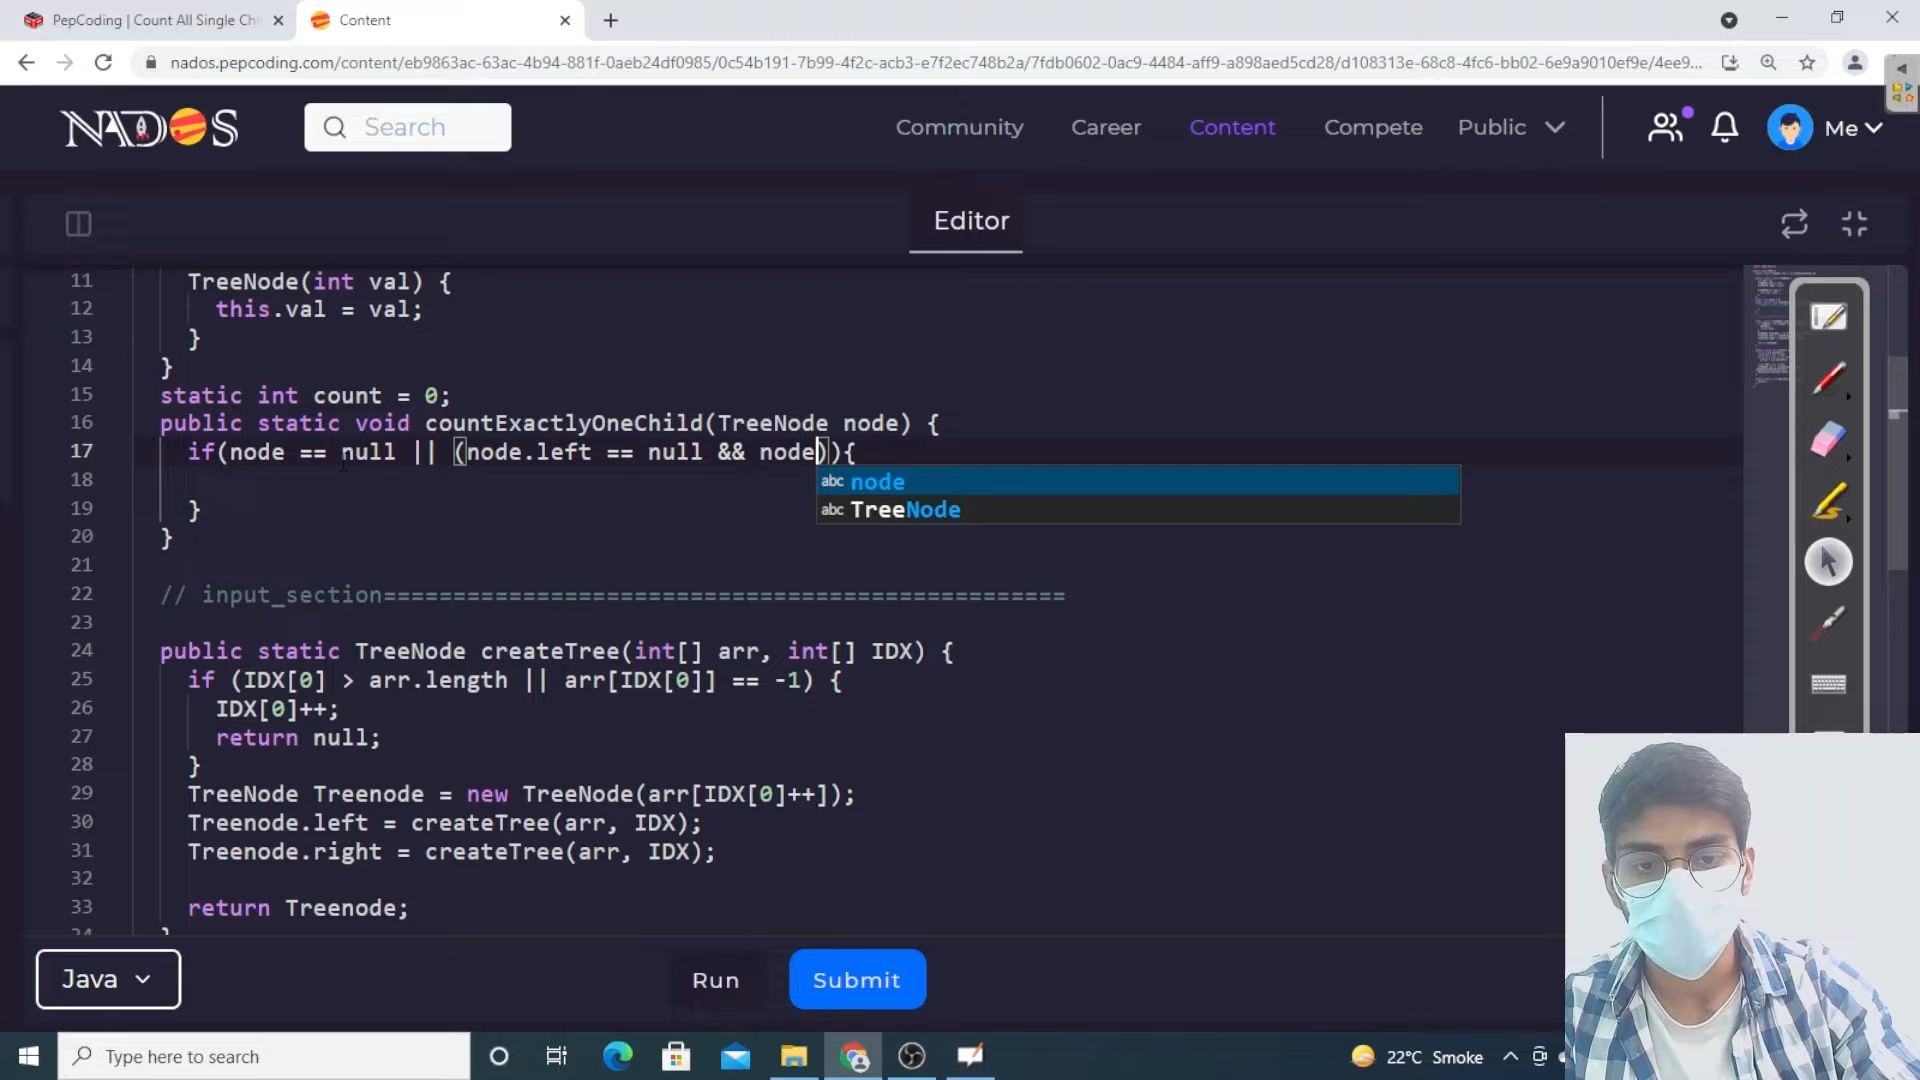 PepCoding | Count All Single Chi
Content
nados.pepcoding.com/content/eb9863ac-63ac-4b94-881f-0aeb24df0985/0c54b191-7b99-4f2c-acb3-e7f2ec748b2a/7fdb0602-0ac9-4484-aff9-a898aed5cd28/d108313e-68c8-4fc6-bb02-6e9a9010ef9e/4ee9...
NADOS
Search
Community
Career
Content
Compete
Public
Me
Editor
11 TreeNode(int val) {
12 this.val = val;
13 }
14 }
15 static int count = 0;
16 public static void countExactlyOneChild(TreeNode node) {
17 if(node == null || (node.left == null && node)){
abc node
abc TreeNode
18
19 }
20 }
21
22 // input_section=================================================
23
24 public static TreeNode createTree(int[] arr, int[] IDX) {
25 if (IDX[0] > arr.length || arr[IDX[0]] == -1) {
26 IDX[0]++;
27 return null;
28 }
29 TreeNode Treenode = new TreeNode(arr[IDX[0]++]);
30 Treenode.left = createTree(arr, IDX);
31 Treenode.right = createTree(arr, IDX);
32
33 return Treenode;
34 }
Java
Run
Submit
Type here to search
22°C Smoke